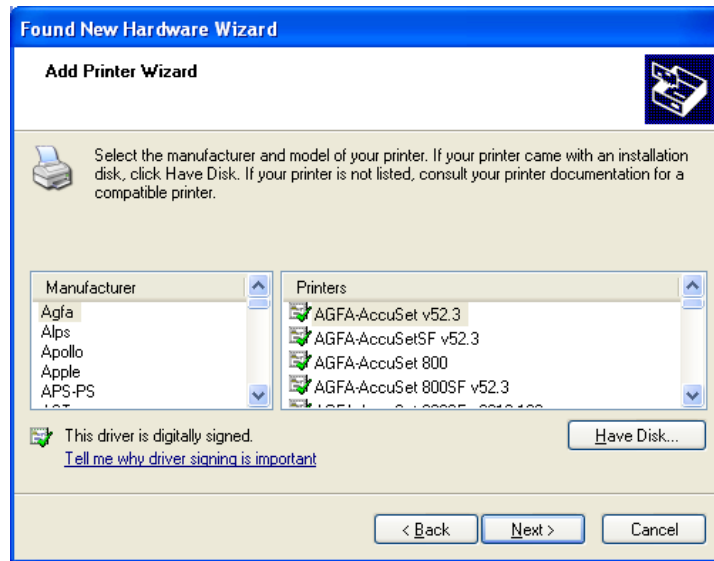 Found New Hardware Wizard
Add Printer Wizard
Select the manufacturer and model of your printer. If your printer came with an installation
disk, click Have Disk. If your printer is not listed, consult your printer documentation for a
compatible printer.
Manufacturer
Agfa
Alps
Apollo
Apple
APS-PS
Printers
AGFA-AccuSet v52.3
AGFA-AccuSetSF v52.3
AGFA-AccuSet 800
AGFA-AccuSet 800SF v52.3
This driver is digitally signed.
Tell me why driver signing is important
Have Disk...
< Back
Next >
Cancel